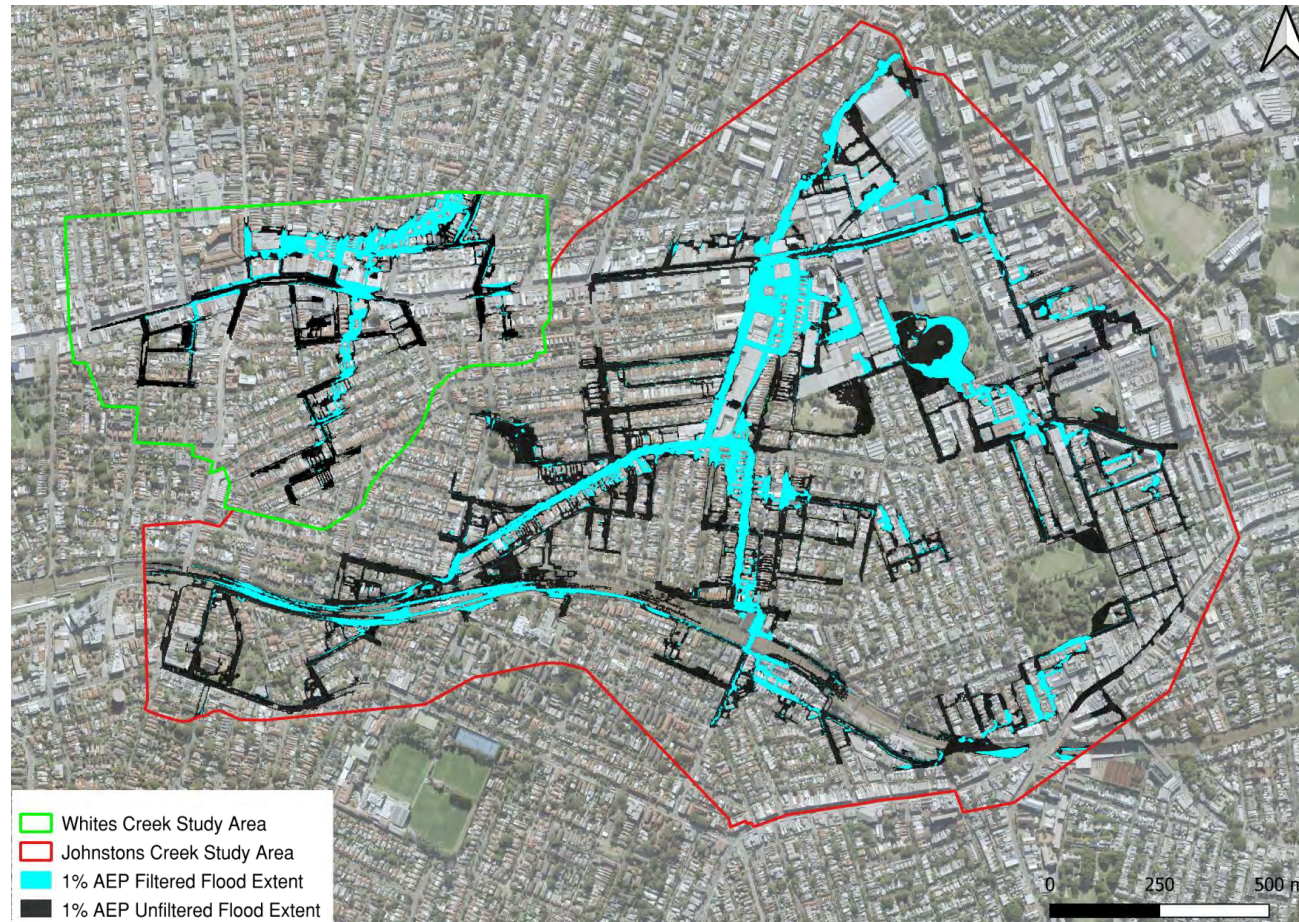 Whites Creek Study Area
Johnstons Creek Study Area
1% AEP Filtered Flood Extent
1% AEP Unfiltered Flood Extent
0 250 500 m